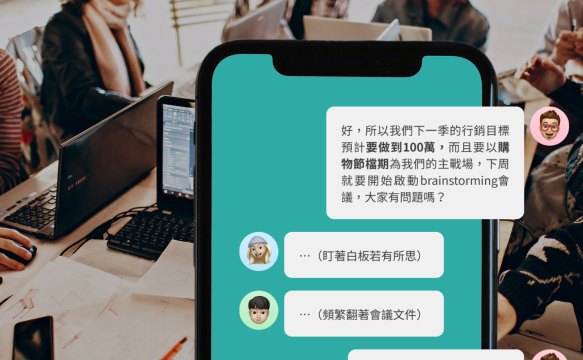 好，所以我們下一季的行銷目標
預計要做到100萬，而且要以購
物節檔期為我們的主戰場，下周
就要開始啟動brainstorming會
議，大家有問題嗎？
…（盯著白板若有所思）
…（頻繁翻著會議文件）